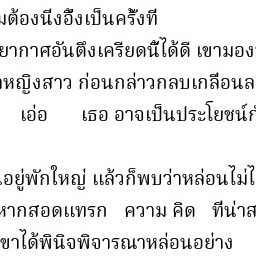 มต้องนิ่งอึ้งเป็นครั้งที่
ยากาศอันตึงเครียดนี้ได้ดี เขามอง
หญิงสาว ก่อนกล่าวกลบเกลื่อนล
เอ่อ เธอ อาจเป็นประโยชน์กั
อยู่พักใหญ่ แล้วก็พบว่าหล่อนไม่ไ
หากสอดแทรก ความ คิด ที่น่าส
ขาได้พินิจพิจารณาหล่อนอย่าง